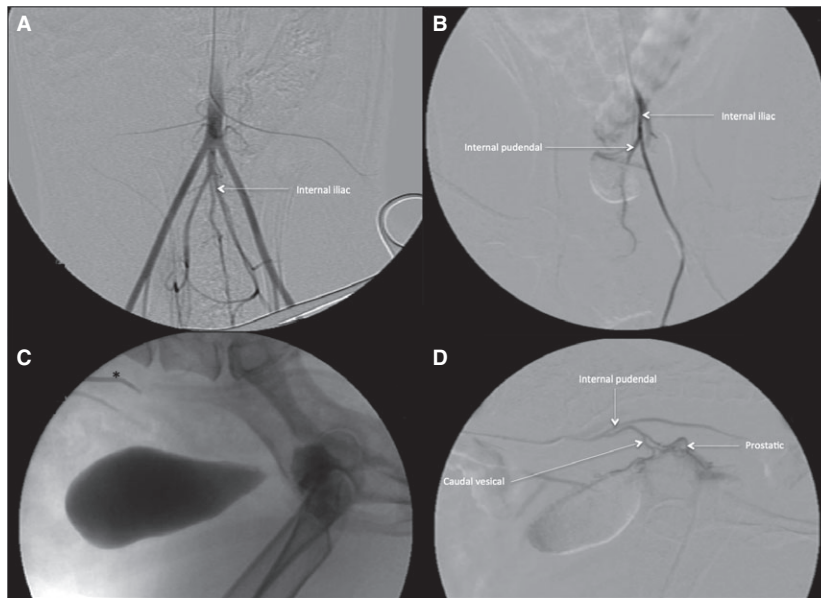 A
Internal iliac
B
Internal iliac
Internal pudendal
C
*
D
Internal pudendal
Prostatic
Caudal vesical